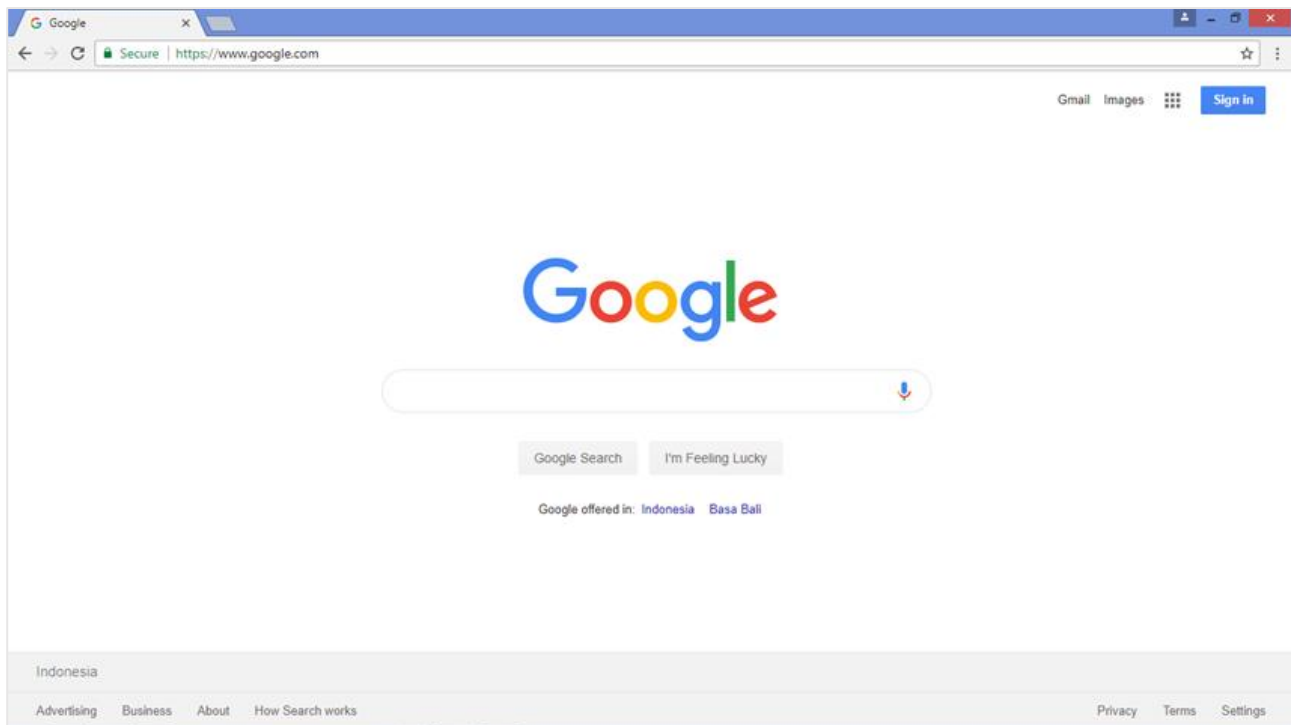 Google
Secure | https://www.google.com
Gmail Images Sign in
Google
Google Search I'm Feeling Lucky
Google offered in: Indonesia Basa Bali
Indonesia
Advertising Business About How Search works Privacy Terms Settings